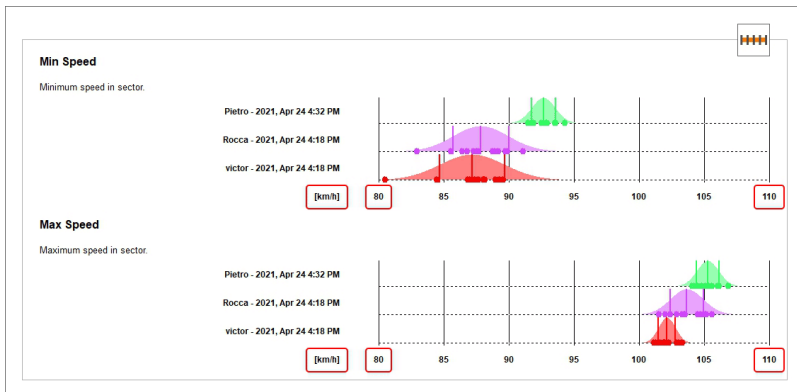 Min Speed
Minimum speed in sector.
Pietro - 2021, Apr 24 4:32 PM
Rocca - 2021, Apr 24 4:18 PM
victor - 2021, Apr 24 4:18 PM
[km/h] 80 85 90 95 100 105 110
Max Speed
Maximum speed in sector.
Pietro - 2021, Apr 24 4:32 PM
Rocca - 2021, Apr 24 4:18 PM
victor - 2021, Apr 24 4:18 PM
[km/h] 80 85 90 95 100 105 110